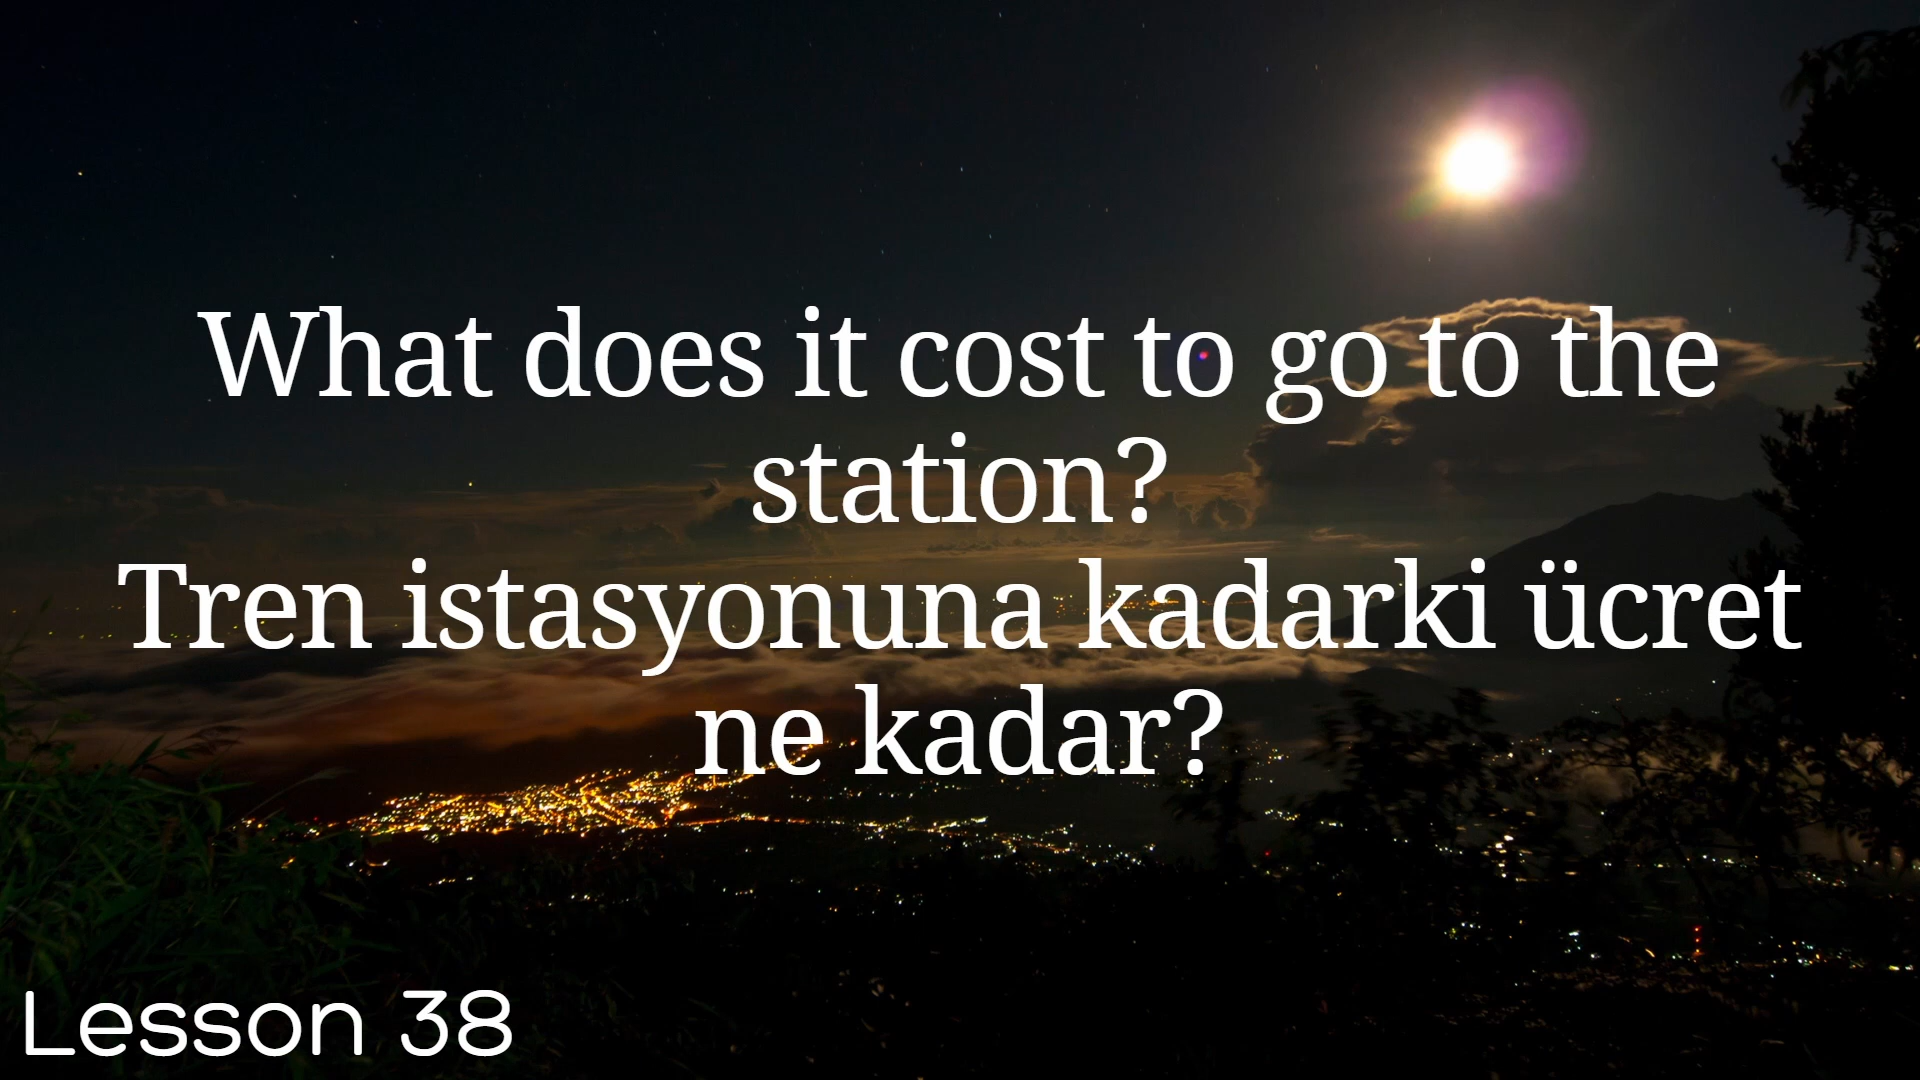 What does it cost to go to the
station?
Tren istasyonuna kadarki ücret
ne kadar?
Lesson 38